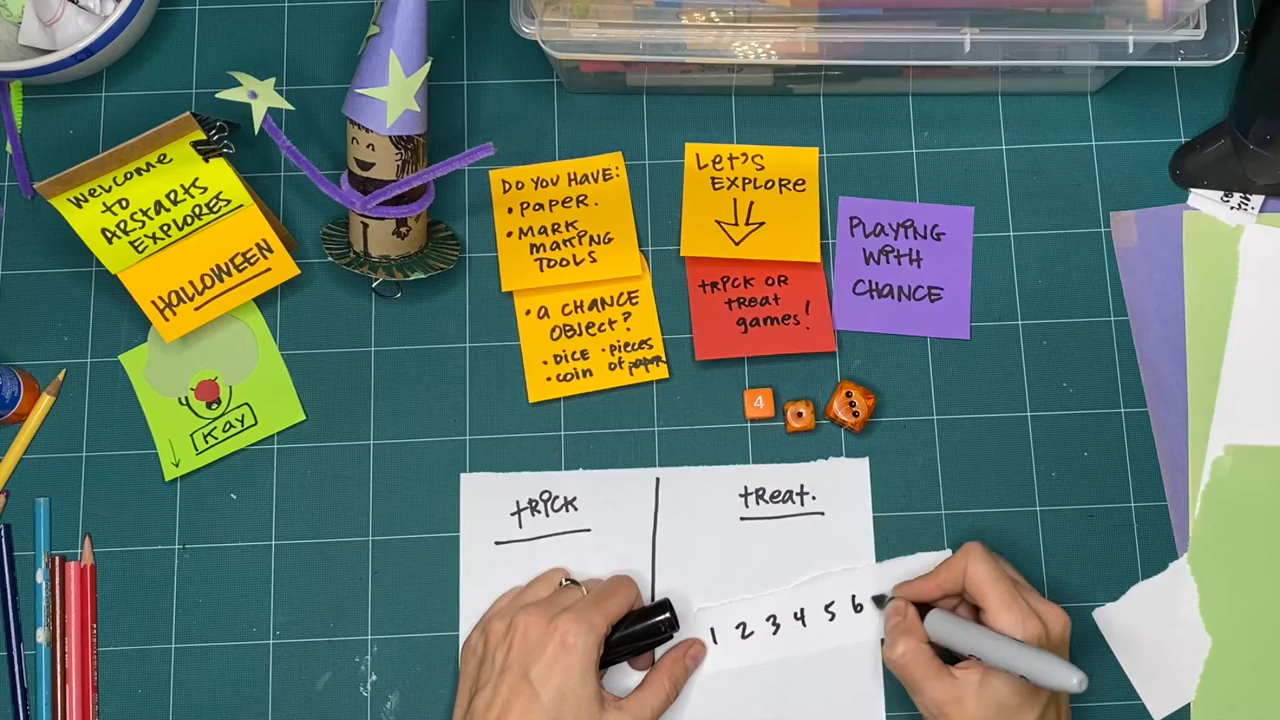 Welcome
to
ARSTARTS
EXPLORES
HALLOWEEN
KAY
DO YOU HAVE:
• PAPER.
• MARK
MAKING
TOOLS
• A CHANCE
OBJECT?
• DICE • PIECES
• COIN OF PAPER
LET'S
EXPLORE
TRICK OR
TREAT
games!
PLAYING
WITH
CHANCE
4
TRICK
TREAT.
1 2 3 4 5 6